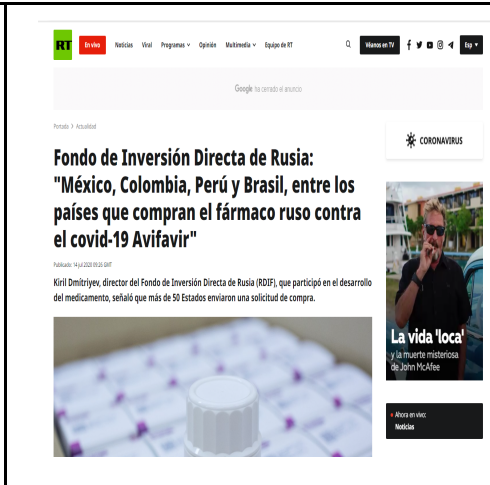 RT
En vivo
Noticias
Viral
Programas
Opinión
Multimedia
Equipo de RT
Véanos en TV
Esp
Google ha cerrado el anuncio
Portada > Actualidad
Fondo de Inversión Directa de Rusia:
"México, Colombia, Perú y Brasil, entre los
países que compran el fármaco ruso contra
el covid-19 Avifavir"
Publicado: 14 jul 2020 09:26 GMT
Kiril Dmítriyev, director del Fondo de Inversión Directa de Rusia (RDIF), que participó en el desarrollo
del medicamento, señaló que más de 50 Estados enviaron una solicitud de compra.
CORONAVIRUS
La vida 'loca'
y la muerte misteriosa
de John McAfee
Ahora en vivo:
Noticias